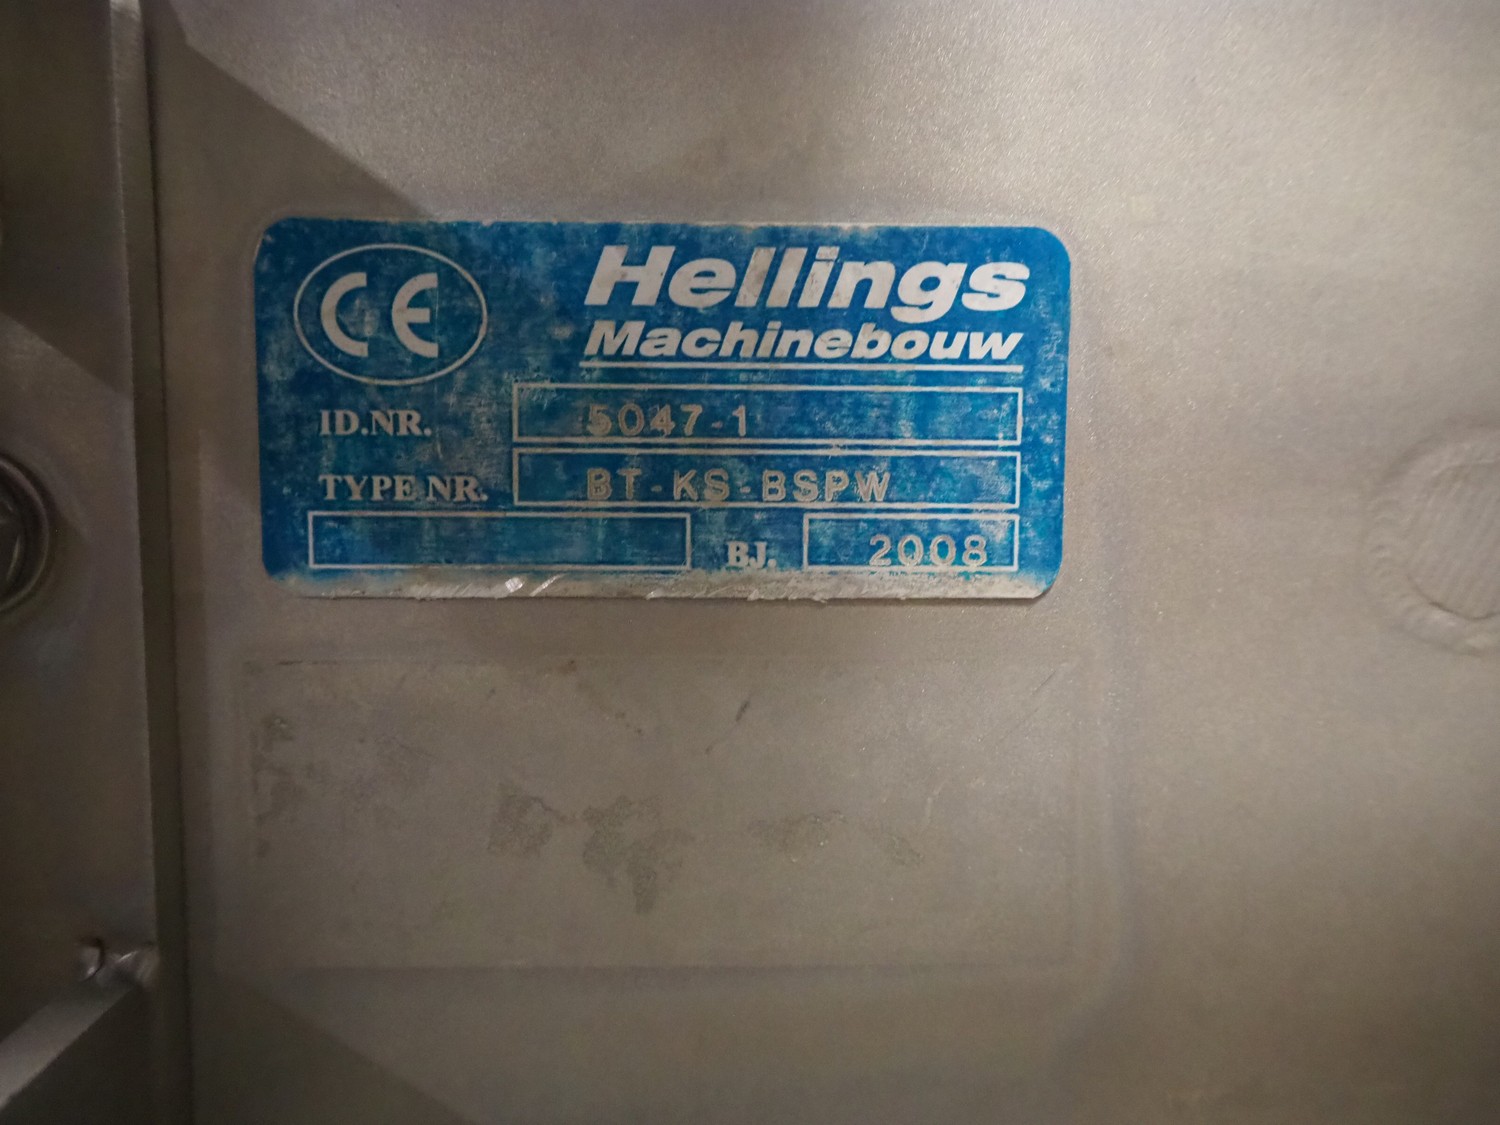 CE
Hellings
Machinebouw
ID.NR. 5047-1
TYPE NR. BT-KS-BSPW
BJ. 2008